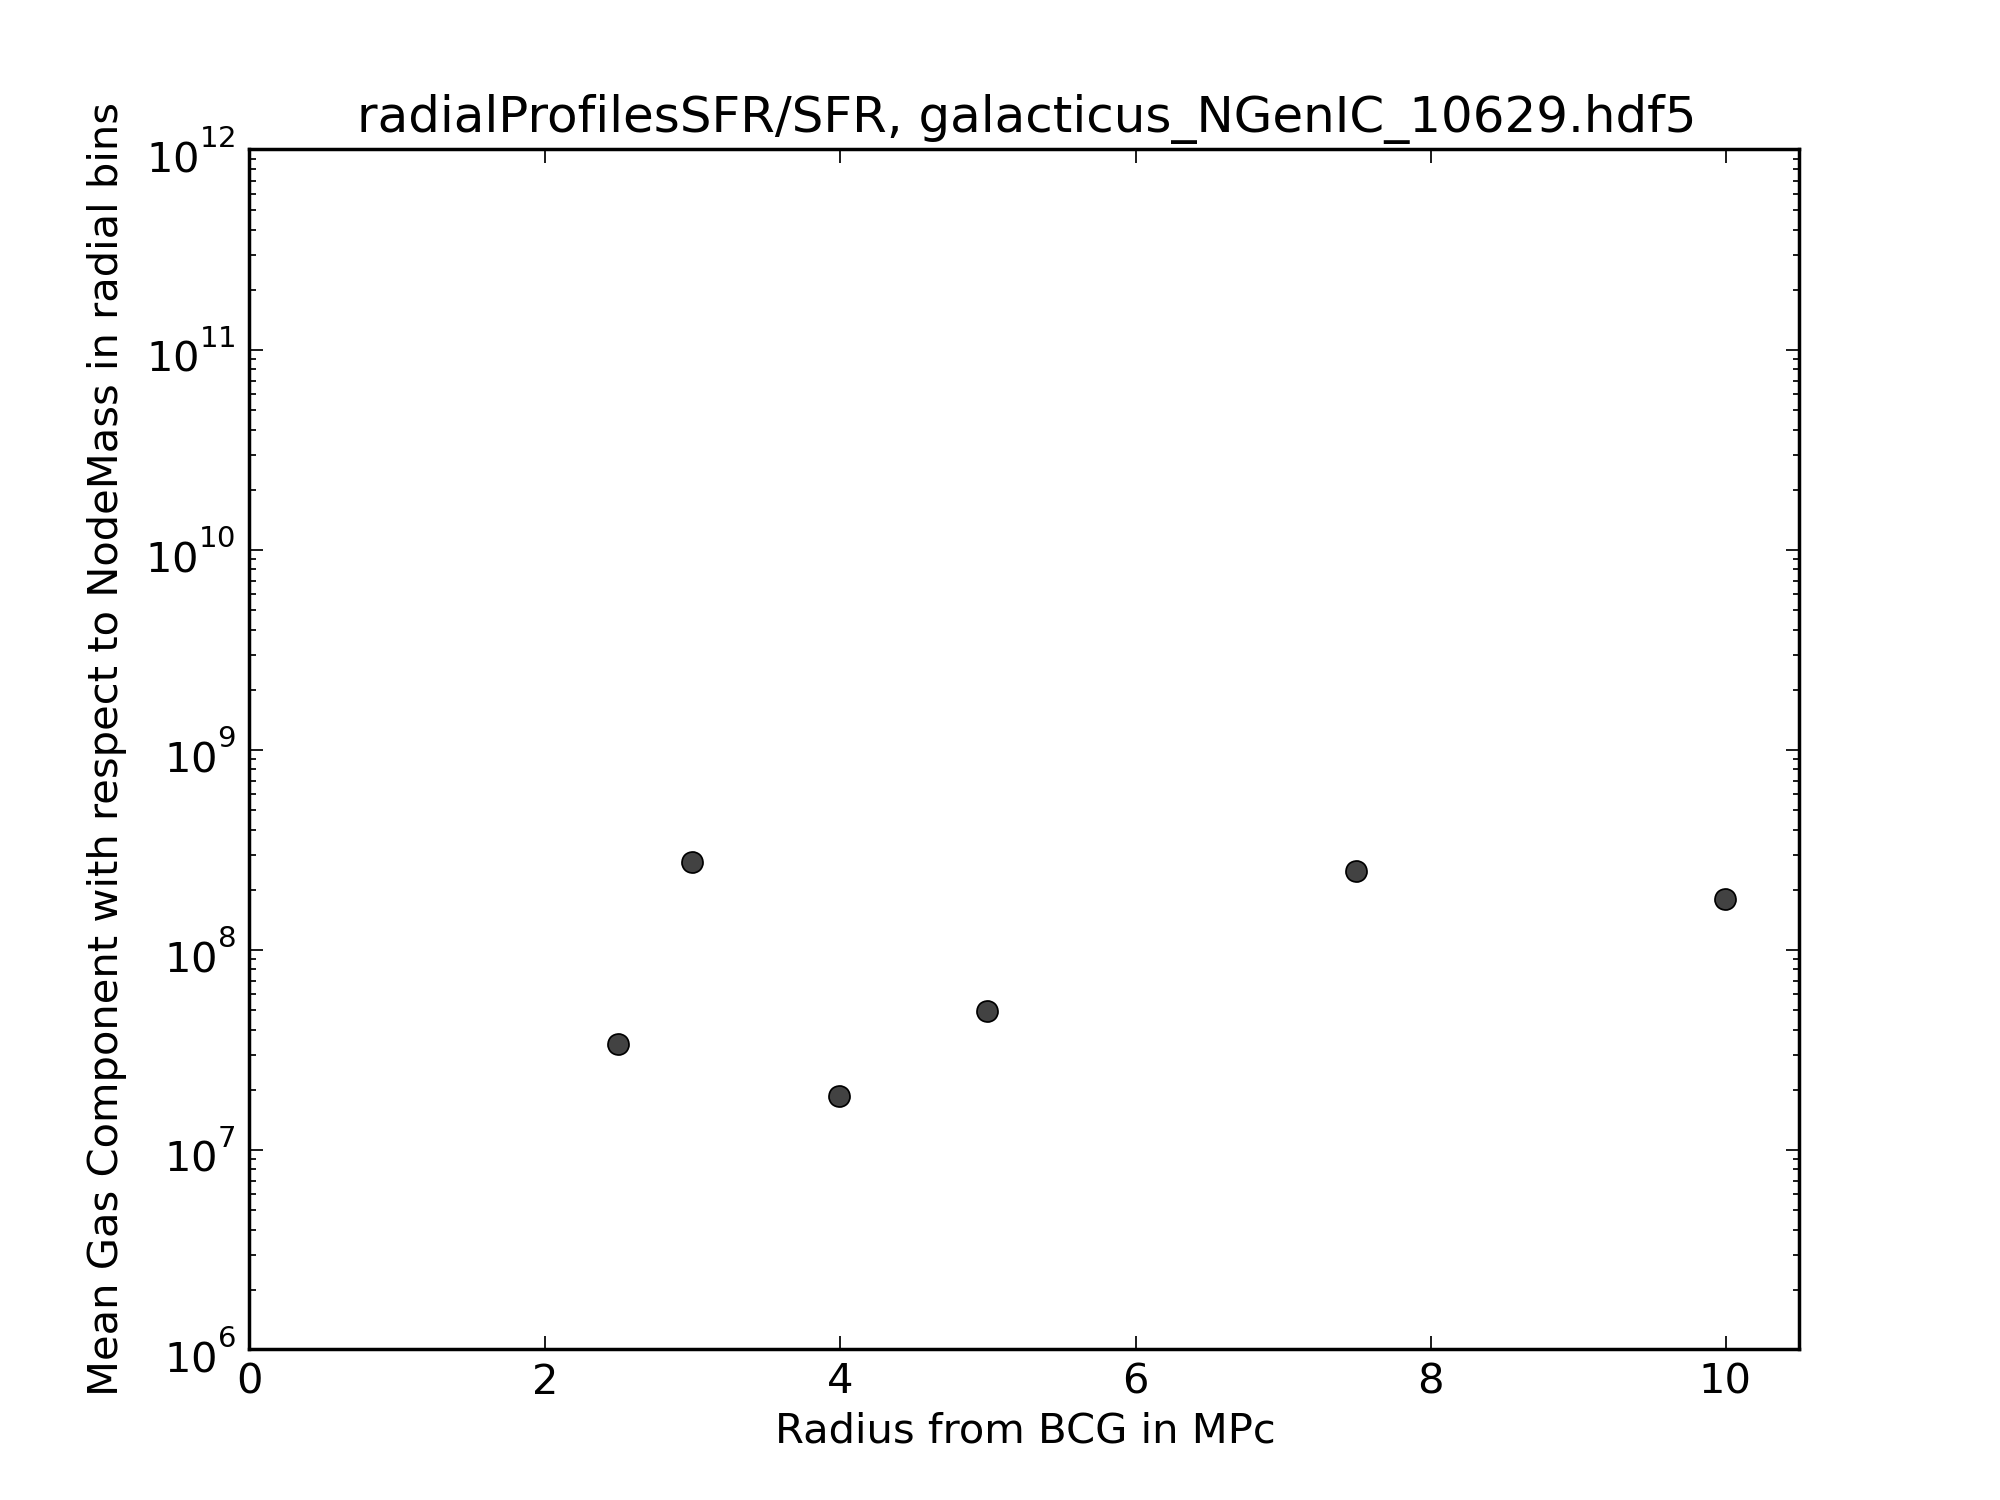 radialProfilesSFR/SFR, galacticus_NGenIC_10629.hdf5
Mean Gas Component with respect to NodeMass in radial bins
10^12
10^11
10^10
10^9
10^8
10^7
10^6
0 2 4 6 8 10
Radius from BCG in MPc